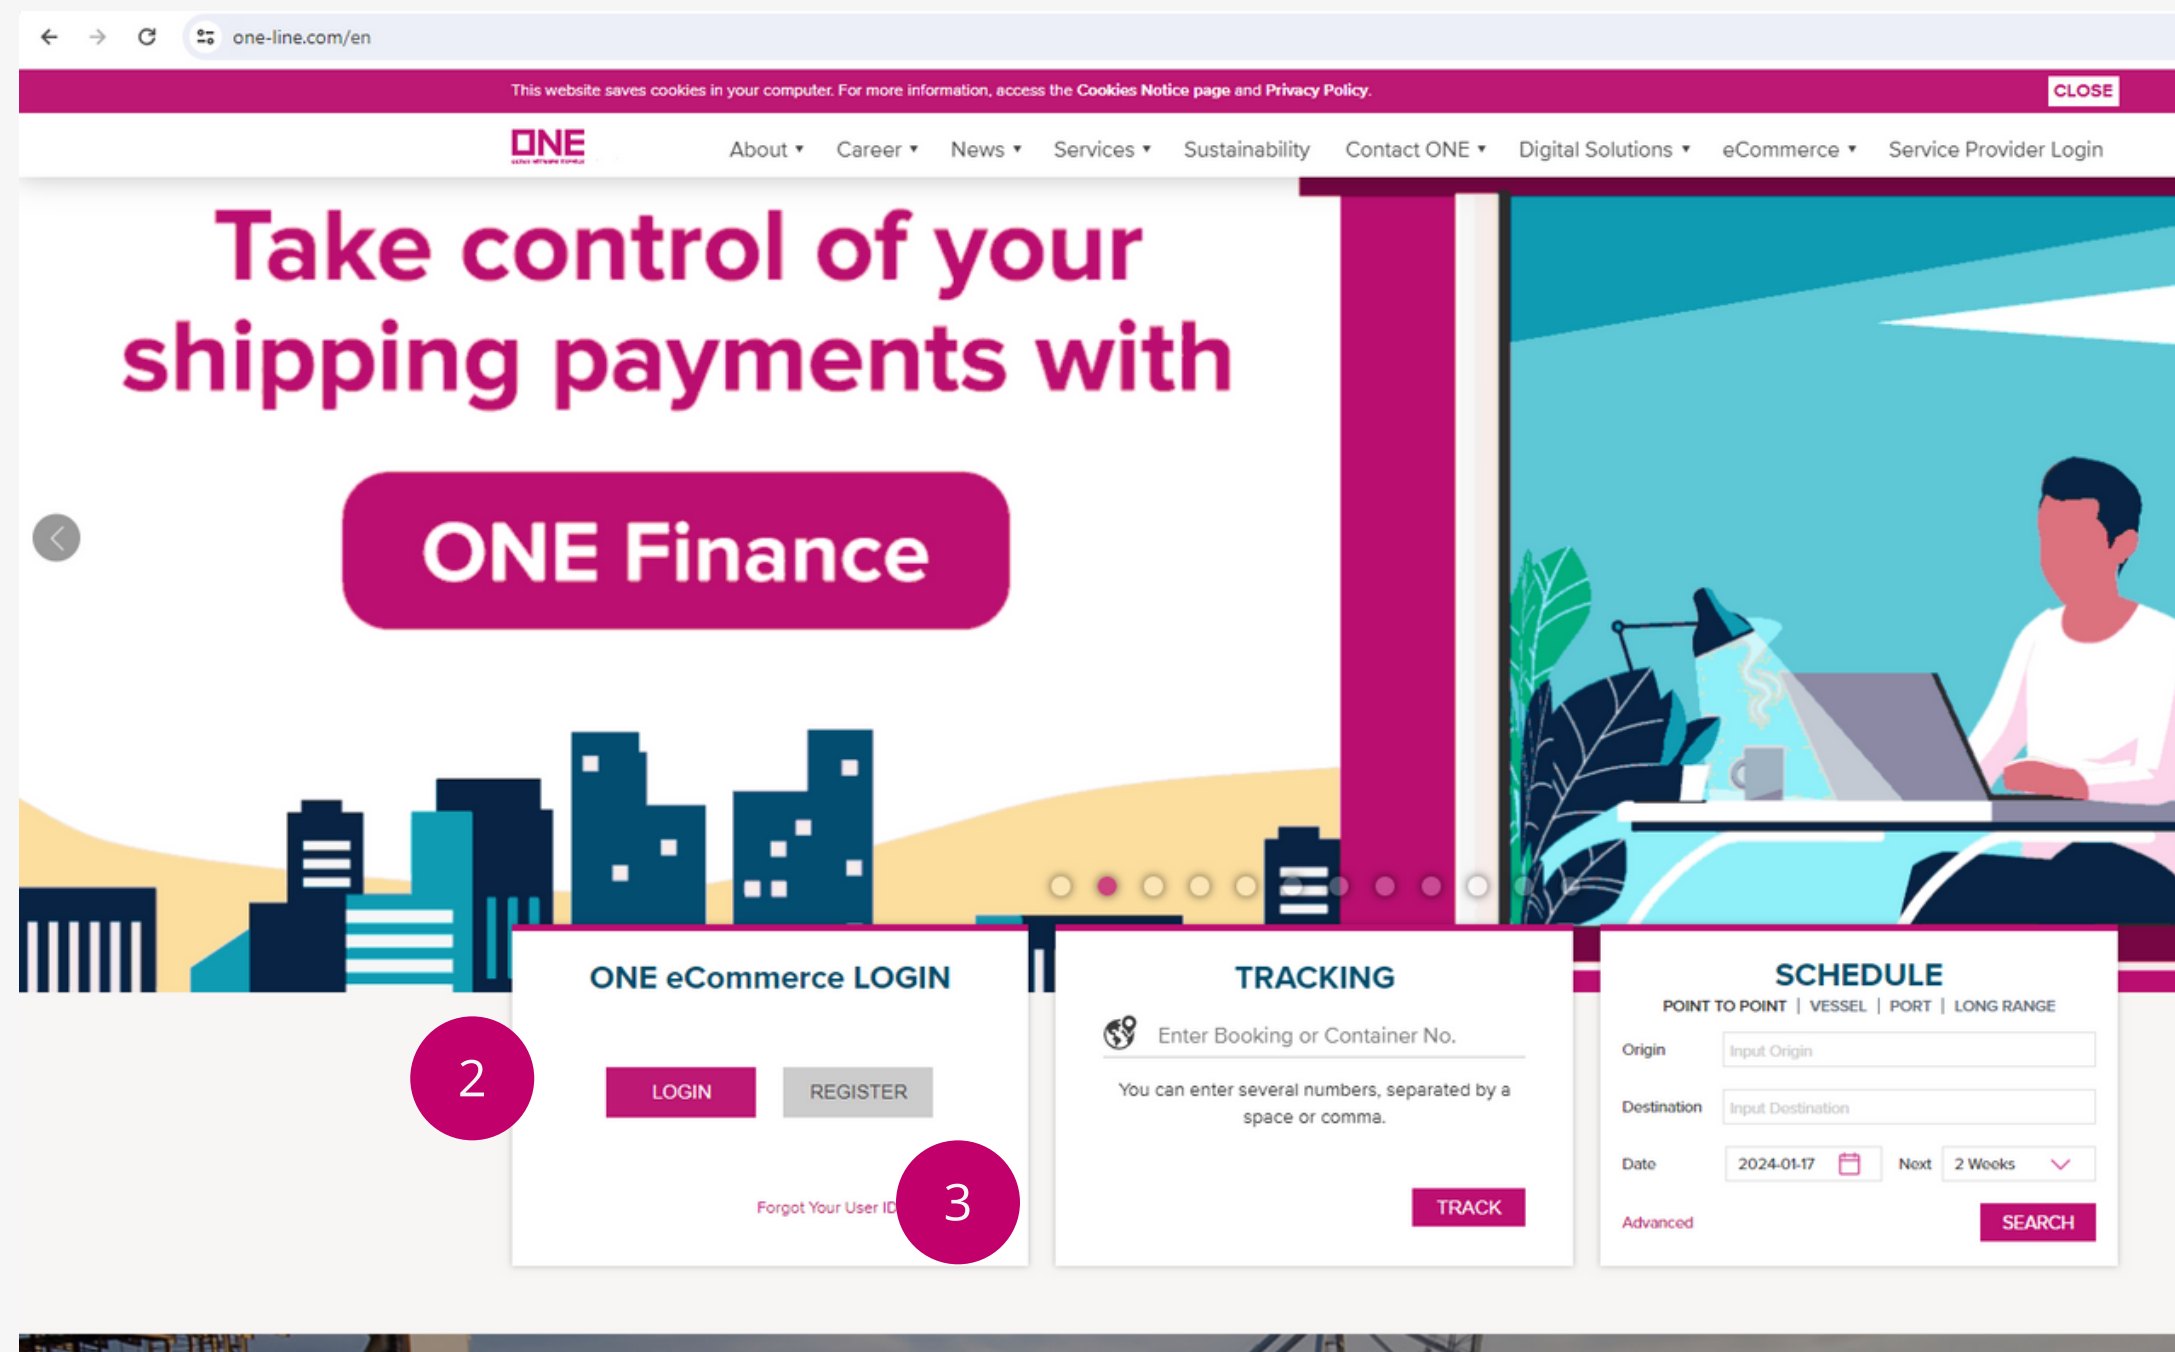 one-line.com/en
This website saves cookies in your computer. For more information, access the Cookies Notice page and Privacy Policy.
CLOSE
ONE
About
Career
News
Services
Sustainability
Contact ONE
Digital Solutions
eCommerce
Service Provider Login
Take control of your
shipping payments with
ONE Finance
ONE eCommerce LOGIN
2
LOGIN
REGISTER
Forgot Your User ID
3
TRACKING
Enter Booking or Container No.
You can enter several numbers, separated by a
space or comma.
TRACK
SCHEDULE
POINT TO POINT | VESSEL | PORT | LONG RANGE
Origin
Input Origin
Destination
Input Destination
Date
2024-01-17
Next
2 Weeks
Advanced
SEARCH